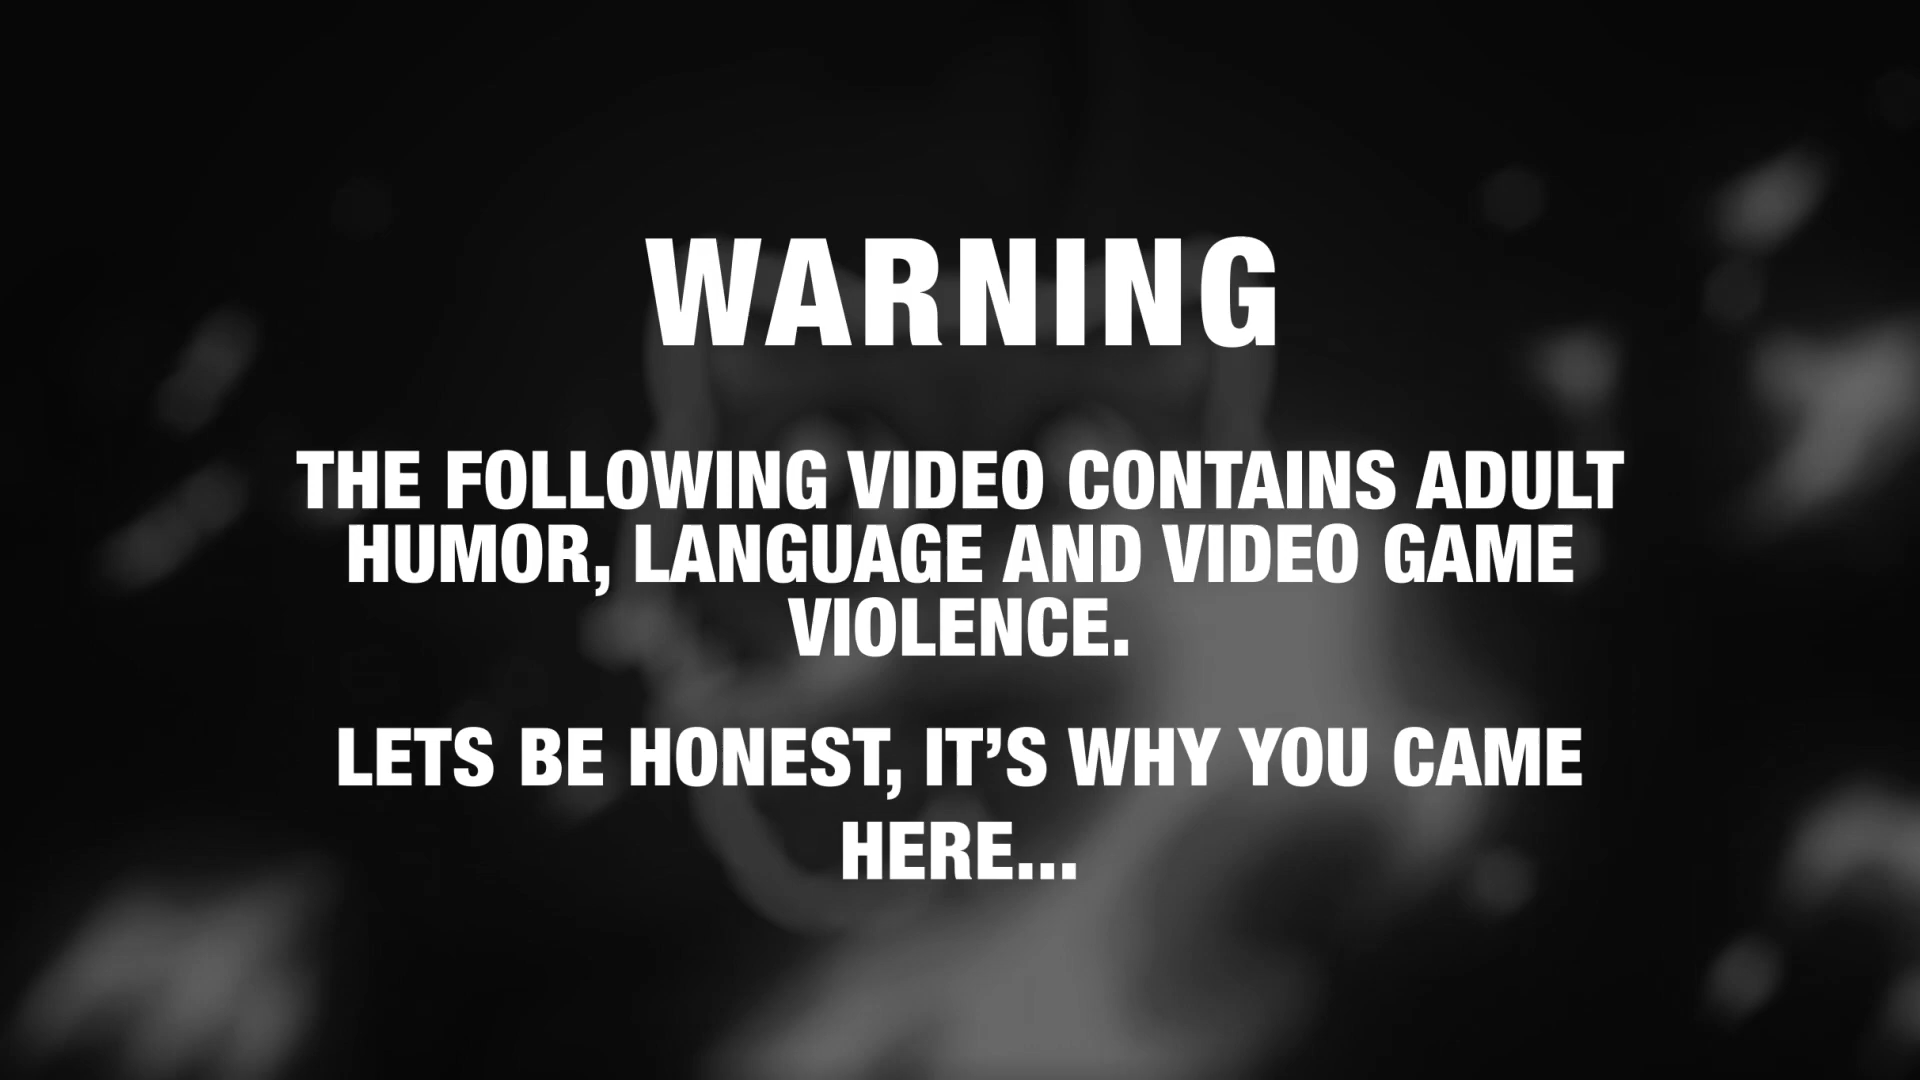 WARNING
THE FOLLOWING VIDEO CONTAINS ADULT
HUMOR, LANGUAGE AND VIDEO GAME
VIOLENCE.
LETS BE HONEST, IT’S WHY YOU CAME
HERE...